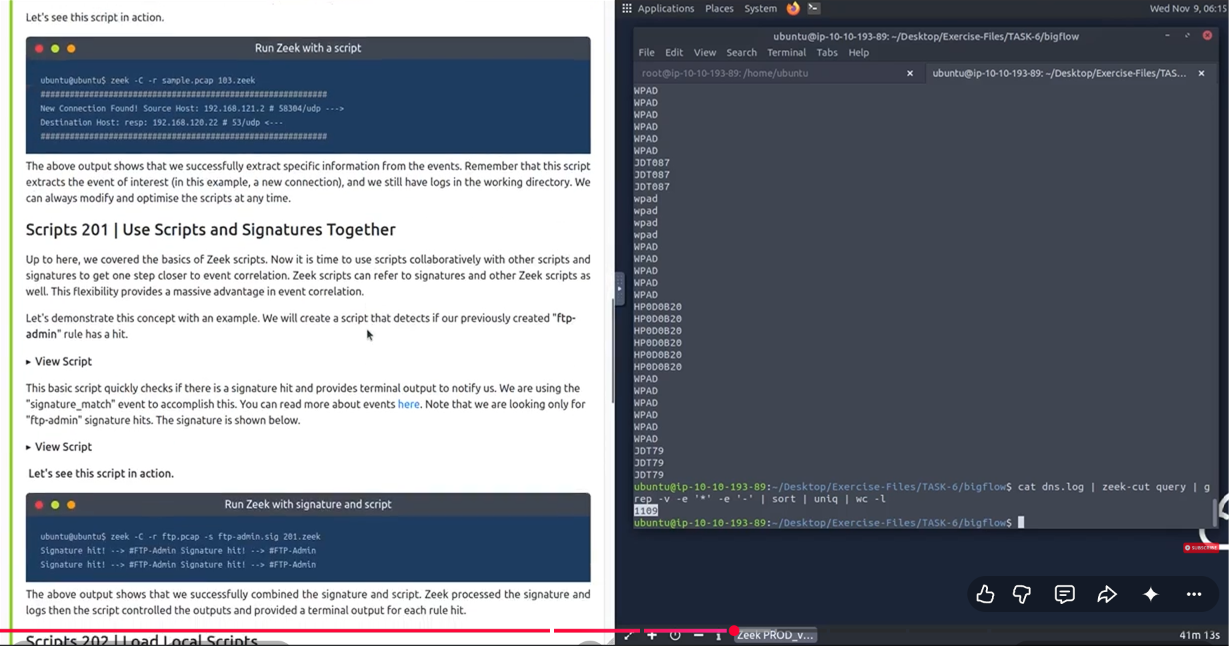 Let's see this script in action.
Run Zeek with a script
ubuntu@ubuntu$ zeek -C -r sample.pcap 103.zeek
############################################################
New Connection Found! Source Host: 192.168.121.2 # 58304/udp --->
Destination Host: resp: 192.168.120.22 # 53/udp <---
############################################################
The above output shows that we successfully extract specific information from the events. Remember that this script
extracts the event of interest (in this example, a new connection), and we still have logs in the working directory. We
can always modify and optimise the scripts at any time.
Scripts 201 | Use Scripts and Signatures Together
Up to here, we covered the basics of Zeek scripts. Now it is time to use scripts collaboratively with other scripts and
signatures to get one step closer to event correlation. Zeek scripts can refer to signatures and other Zeek scripts as
well. This flexibility provides a massive advantage in event correlation.
Let's demonstrate this concept with an example. We will create a script that detects if our previously created "ftp-
admin" rule has a hit.
View Script
This basic script quickly checks if there is a signature hit and provides terminal output to notify us. We are using the
"signature_match" event to accomplish this. You can read more about events here. Note that we are looking only for
"ftp-admin" signature hits. The signature is shown below.
View Script
Let's see this script in action.
Run Zeek with signature and script
ubuntu@ubuntu$ zeek -C -r ftp.pcap -s ftp-admin.sig 201.zeek
Signature hit! --> #FTP-Admin Signature hit! --> #FTP-Admin
Signature hit! --> #FTP-Admin Signature hit! --> #FTP-Admin
The above output shows that we successfully combined the signature and script. Zeek processed the signature and
logs then the script controlled the outputs and provided a terminal output for each rule hit.
Scripts 202 | Load Local Scripts
Applications Places System Wed Nov 9, 06:15
ubuntu@ip-10-10-193-89: ~/Desktop/Exercise-Files/TASK-6/bigflow
File Edit View Search Terminal Tabs Help
root@ip-10-10-193-89: /home/ubuntu × ubuntu@ip-10-10-193-89: ~/Desktop/Exercise-Files/TAS... ×
WPAD
WPAD
WPAD
WPAD
WPAD
WPAD
JDT087
JDT087
JDT087
wpad
wpad
wpad
wpad
WPAD
WPAD
WPAD
WPAD
WPAD
HP0D0B20
HP0D0B20
HP0D0B20
HP0D0B20
HP0D0B20
HP0D0B20
WPAD
WPAD
WPAD
WPAD
WPAD
WPAD
JDT79
JDT79
JDT79
ubuntu@ip-10-10-193-89:~/Desktop/Exercise-Files/TASK-6/bigflow$ cat dns.log | zeek-cut query | g
rep -v -e '*' -e '-' | sort | uniq | wc -l
1109
ubuntu@ip-10-10-193-89:~/Desktop/Exercise-Files/TASK-6/bigflow$
SUBSCRIBE
Zeek PROD_v... 41m 13s